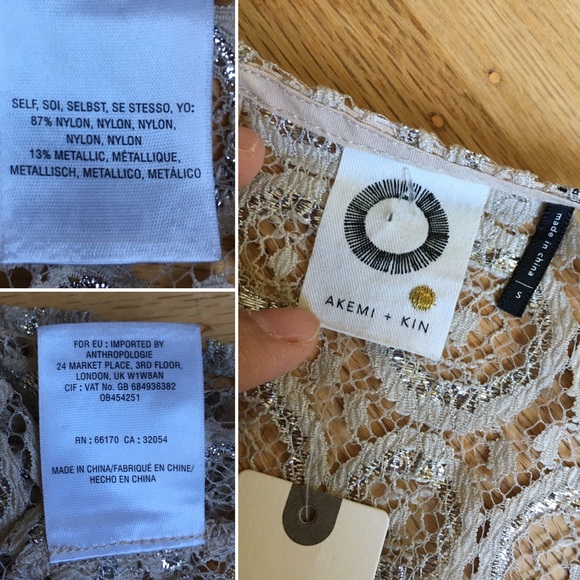 SELF, SOI, SELBST, SE STESSO, YO:
87% NYLON, NYLON, NYLON,
NYLON, NYLON
13% METALLIC, MÉTALLIQUE,
METALLISCH, METALLICO, METÁLICO
FOR EU : IMPORTED BY
ANTHROPOLOGIE
24 MARKET PLACE, 3RD FLOOR,
LONDON, UK W1W8AN
CIF : VAT No. GB 684936382
OB454251
RN : 66170 CA : 32054
MADE IN CHINA/FABRIQUÉ EN CHINE/
HECHO EN CHINA
AKEMI + KIN
made in china | S